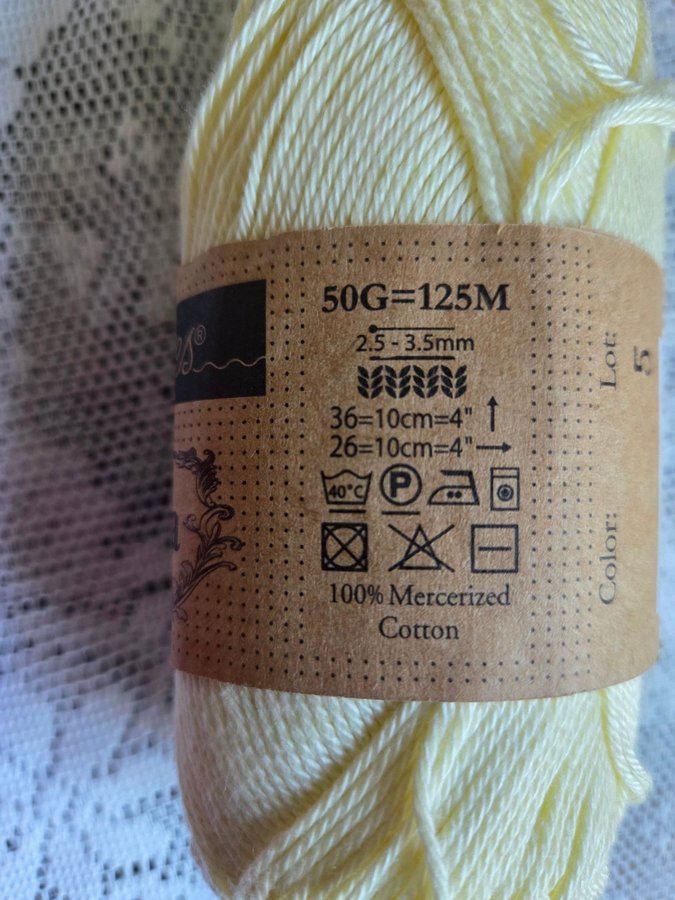 50G=125M
2.5 - 3.5mm
36=10cm=4"
26=10cm=4"
40°C
P
100% Mercerized
Cotton
es®
a
Lot:
5
Color: